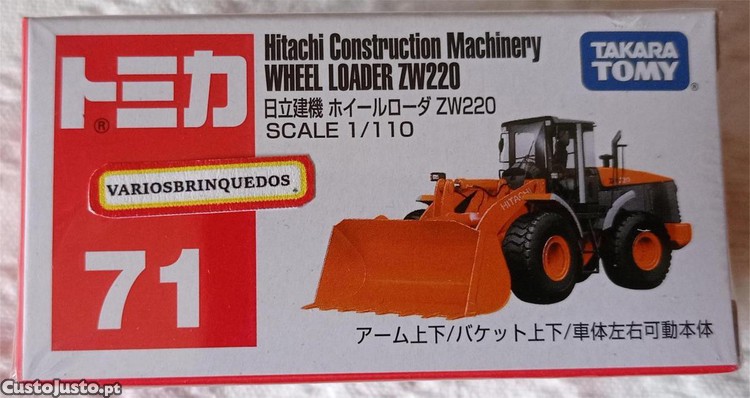 トミカ
®
Hitachi Construction Machinery
WHEEL LOADER ZW220
日立建機 ホイールローダ ZW220
SCALE 1/110
TAKARA
TOMY
®
VARIOSBRINQUEDOS
71
HITACHI
アーム上下/バケット上下/車体左右可動本体
CustoJusto.pt